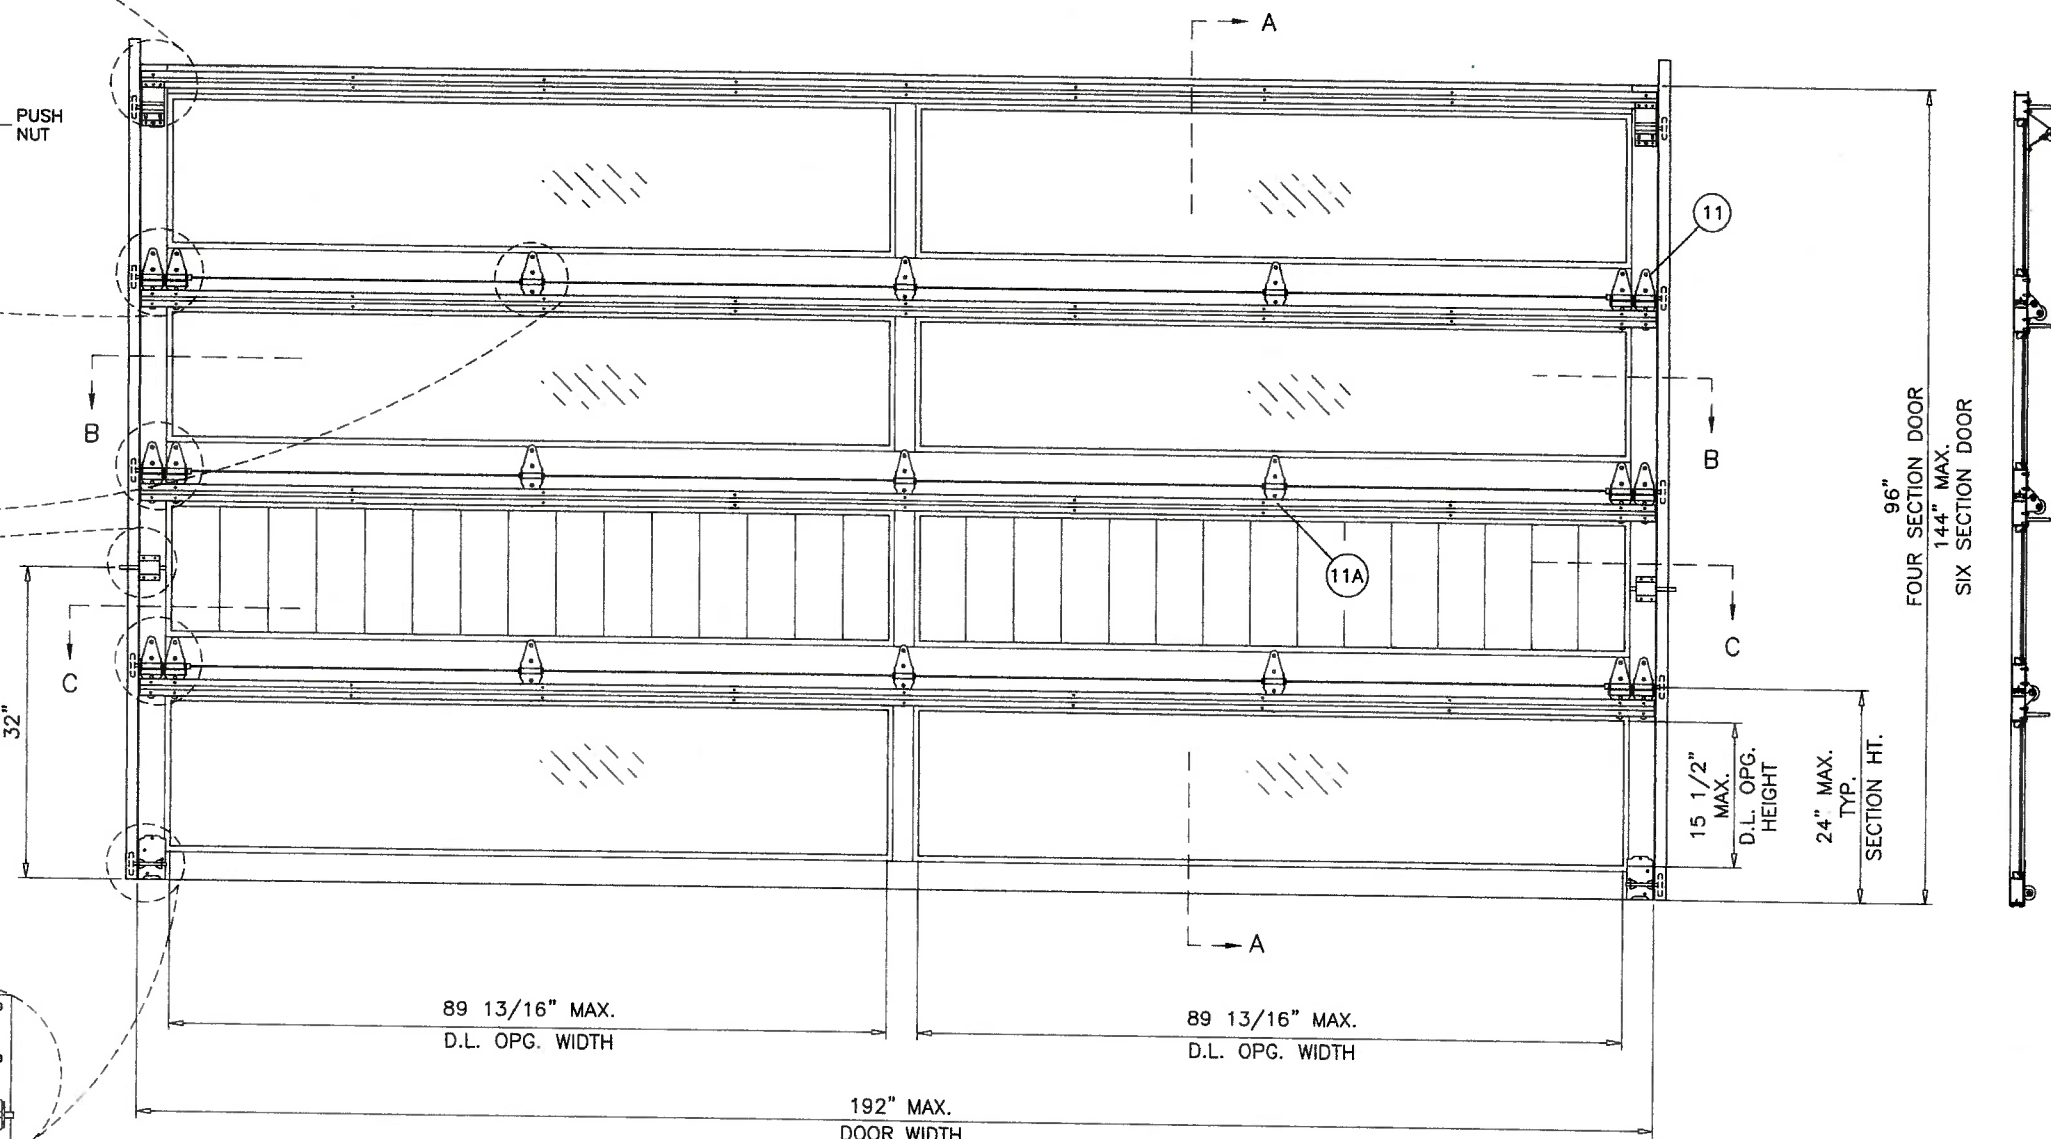 A
PUSH
NUT
11
B
B
96"
FOUR SECTION DOOR
144" MAX.
SIX SECTION DOOR
11A
C
C
32"
15 1/2"
MAX.
D.L. OPG.
HEIGHT
24" MAX.
TYP.
SECTION HT.
A
89 13/16" MAX.
D.L. OPG. WIDTH
89 13/16" MAX.
D.L. OPG. WIDTH
192" MAX.
DOOR WIDTH